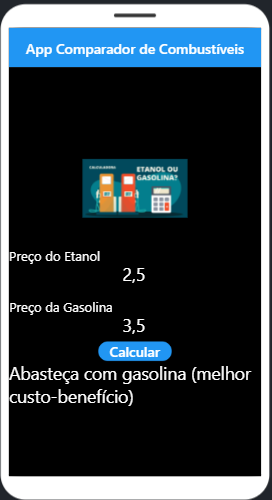 App Comparador de Combustíveis
CALCULADORA
ETANOL OU
GASOLINA?
Preço do Etanol
2,5
Preço da Gasolina
3,5
Calcular
Abasteça com gasolina (melhor
custo-benefício)